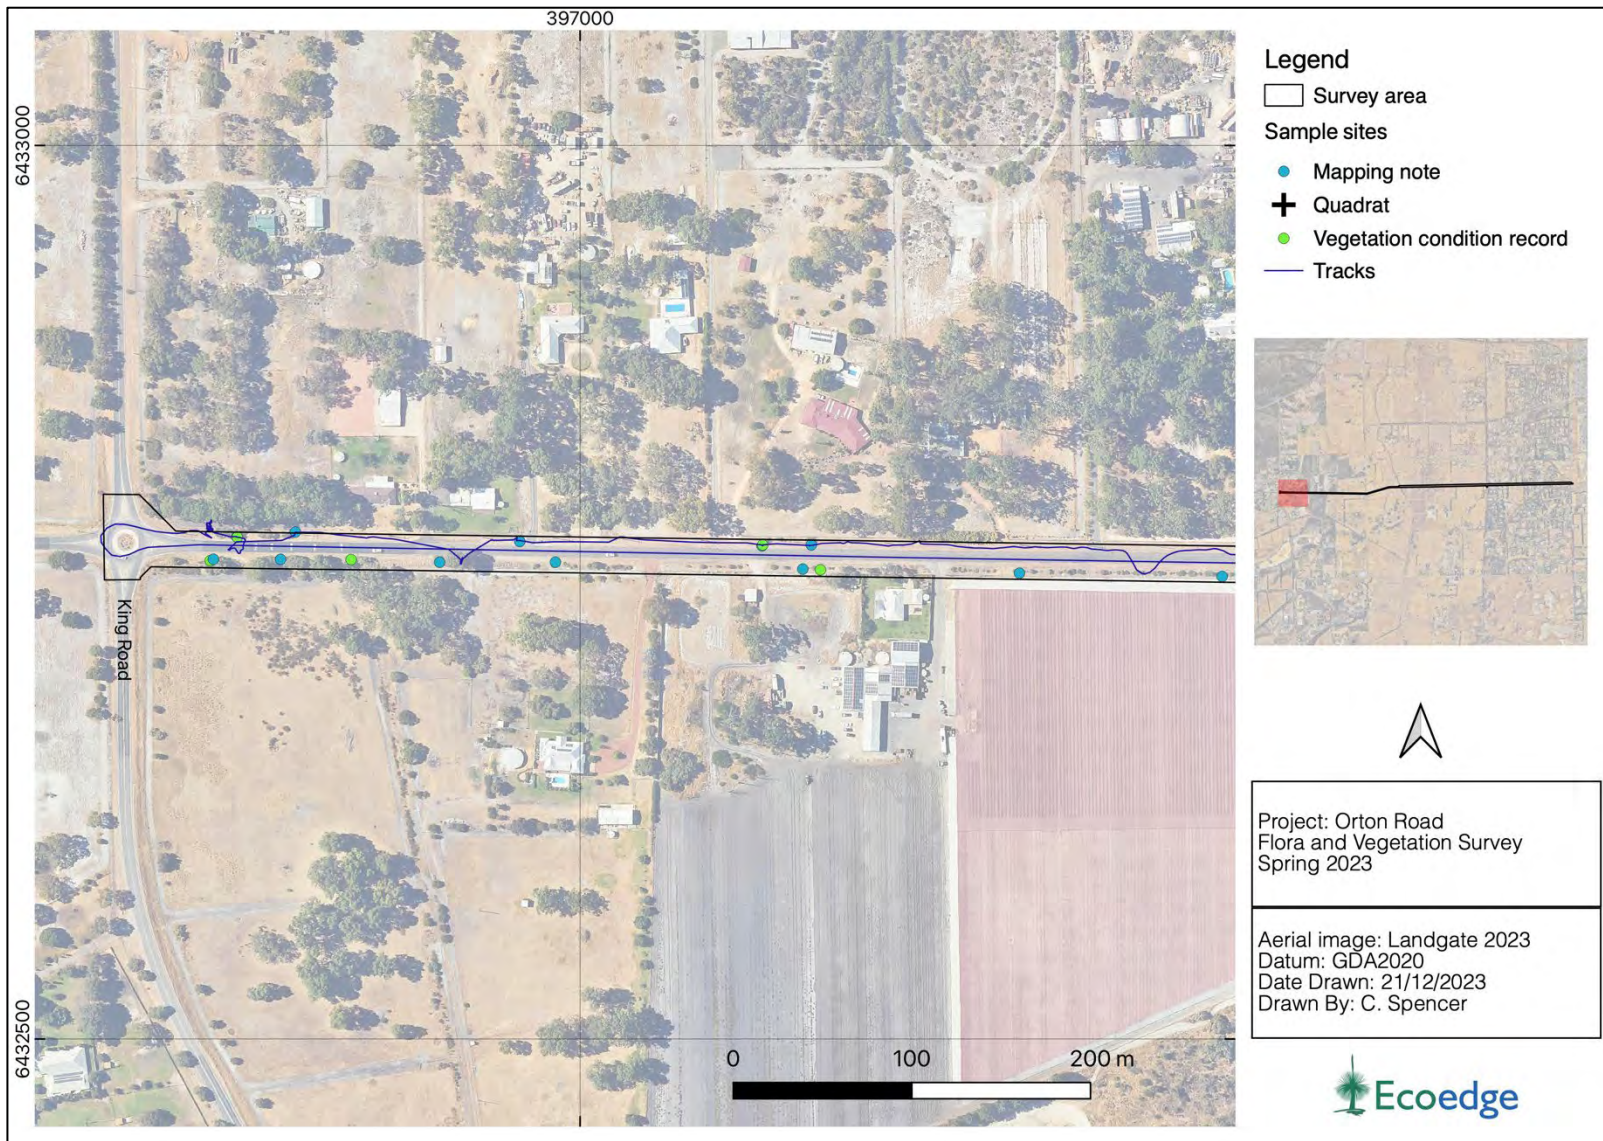 397000
6433000
6432500
King Road
0 100 200 m
Legend
Survey area
Sample sites
Mapping note
Quadrat
Vegetation condition record
Tracks
Project: Orton Road
Flora and Vegetation Survey
Spring 2023
Aerial image: Landgate 2023
Datum: GDA2020
Date Drawn: 21/12/2023
Drawn By: C. Spencer
Ecoedge